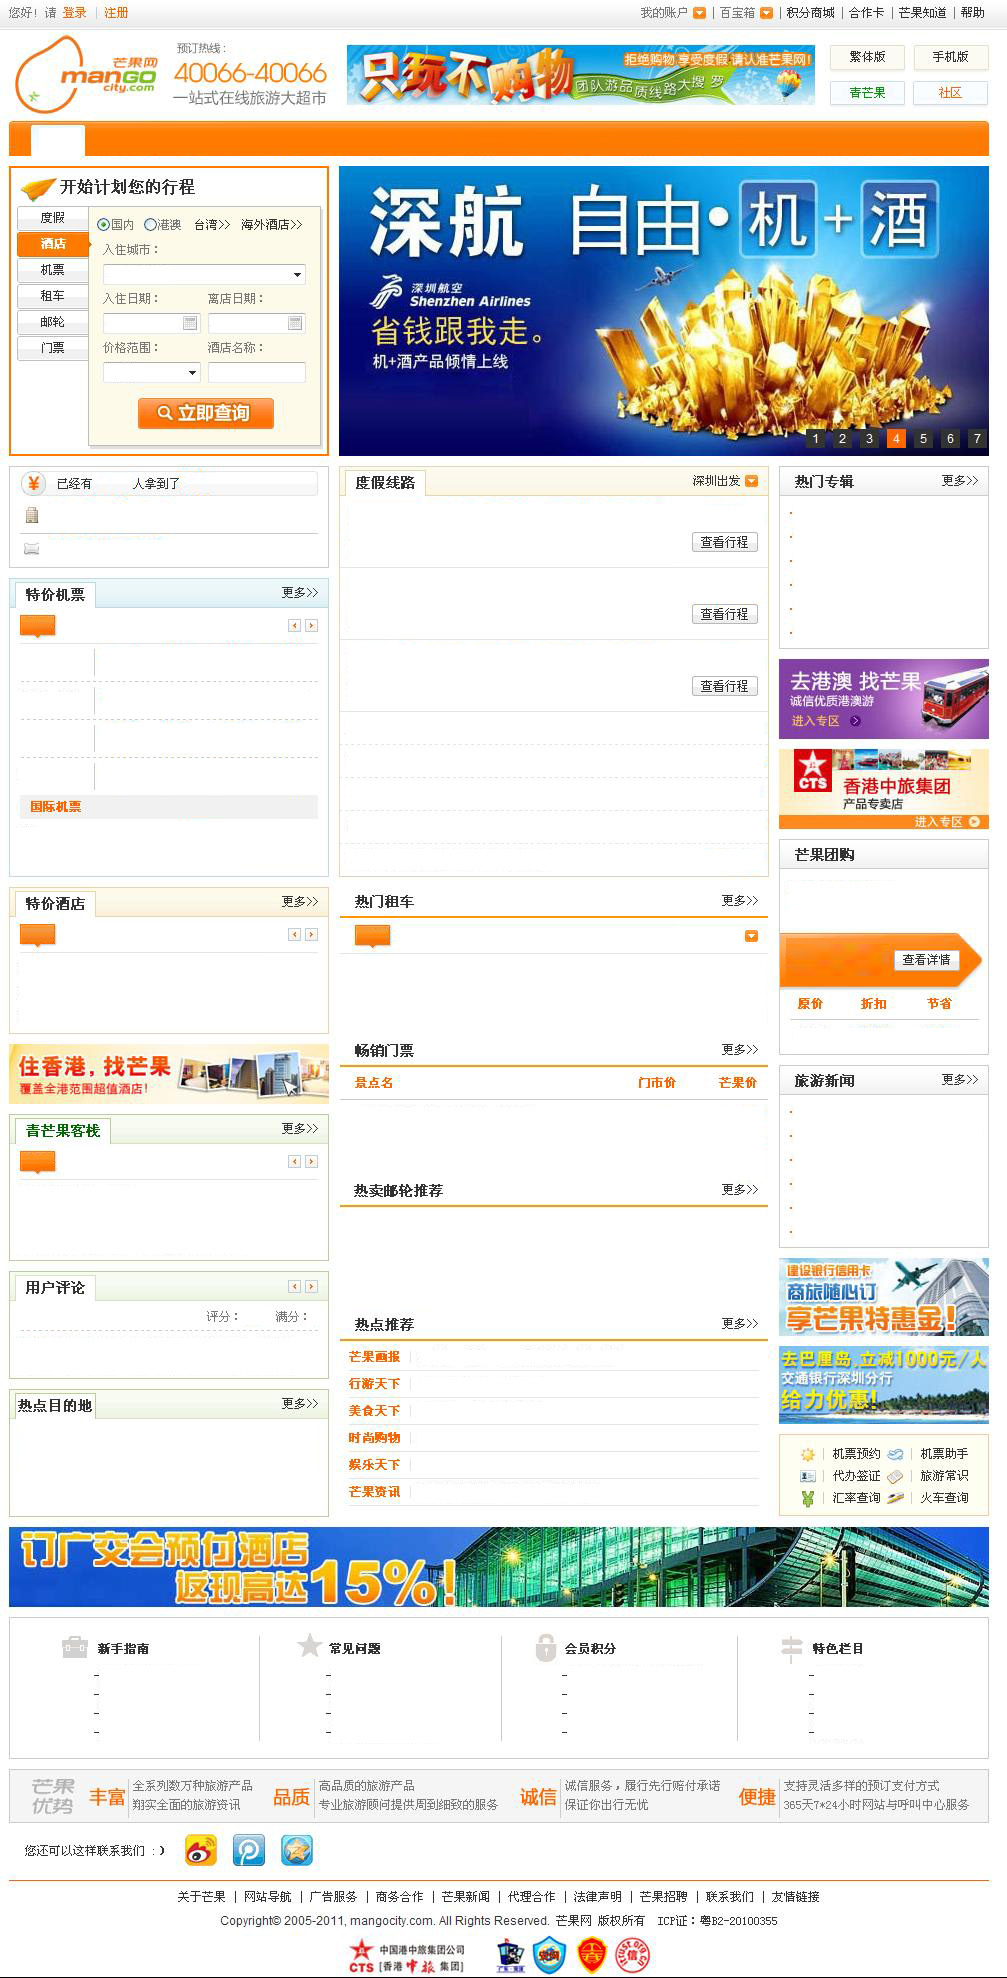 您好！请 登录 | 注册
我的账户 | 百宝箱 | 积分商城 | 合作卡 | 芒果知道 | 帮助
芒果网
mango
city.com
预订热线：
40066-40066
一站式在线旅游大超市
只玩不购物
拒绝购物 享受度假·请认准芒果网！
团队游品质线路大搜罗
繁体版
手机版
青芒果
社区
开始计划您的行程
度假
酒店
机票
租车
邮轮
门票
国内 港澳 台湾>> 海外酒店>>
入住城市：
入住日期： 离店日期：
价格范围： 酒店名称：
立即查询
深航 自由·机+酒
深圳航空
Shenzhen Airlines
省钱跟我走。
机+酒产品倾情上线
1 2 3 4 5 6 7
¥ 已经有 人拿到了
特价机票 更多>>
国际机票
特价酒店 更多>>
住香港，找芒果
覆盖全港范围超值酒店！
青芒果客栈 更多>>
用户评论
评分： 满分：
热点目的地 更多>>
度假线路 深圳出发
查看行程
查看行程
查看行程
热门租车 更多>>
畅销门票 更多>>
景点名 门市价 芒果价
热卖邮轮推荐 更多>>
热点推荐 更多>>
芒果画报
行游天下
美食天下
时尚购物
娱乐天下
芒果资讯
热门专辑 更多>>
去港澳 找芒果
诚信优质港澳游
进入专区
CTS
香港中旅集团
产品专卖店
进入专区
芒果团购
查看详情
原价 折扣 节省
旅游新闻 更多>>
建设银行信用卡
商旅随心订
享芒果特惠金！
去巴厘岛,立减1000元/人
交通银行深圳分行
给力优惠！
机票预约 机票助手
代办签证 旅游常识
汇率查询 火车查询
订广交会预付酒店
返现高达15%！
新手指南
常见问题
会员积分
特色栏目
芒果
优势
丰富
全系列数万种旅游产品
翔实全面的旅游资讯
品质
高品质的旅游产品
专业旅游顾问提供周到细致的服务
诚信
诚信服务，履行先行赔付承诺
保证你出行无忧
便捷
支持灵活多样的预订支付方式
365天7*24小时网站与呼叫中心服务
您还可以这样联系我们 ：)
关于芒果 | 网站导航 | 广告服务 | 商务合作 | 芒果新闻 | 代理合作 | 法律声明 | 芒果招聘 | 联系我们 | 友情链接
Copyright© 2005-2011, mangocity.com. All Rights Reserved. 芒果网 版权所有 ICP证：粤B2-20100355
CTS
中国港中旅集团公司
[香港中旅集团]